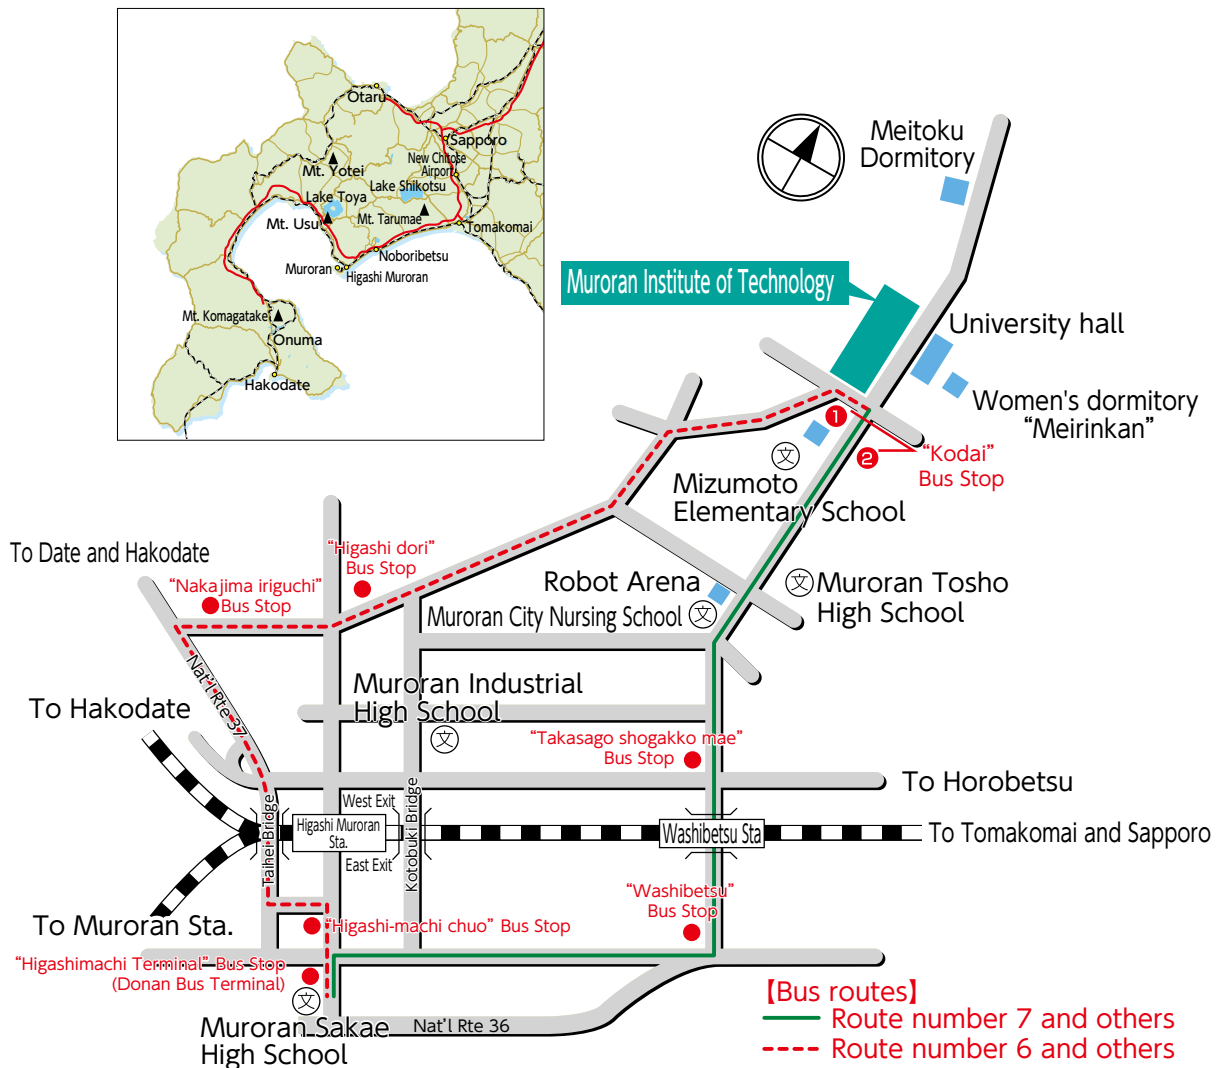 Otaru
Sapporo
New Chitose
Airport
Mt. Yotei
Lake Shikotsu
Lake Toya
Mt. Usu
Mt. Tarumae
Tomakomai
Noboribetsu
Muroran
Higashi Muroran
Mt. Komagatake
Onuma
Hakodate
Meitoku
Dormitory
Muroran Institute of Technology
University hall
Women's dormitory
“Meirinkan”
1
2
“Kodai”
Bus Stop
文
Mizumoto
Elementary School
To Date and Hakodate
“Higashi dori”
Bus Stop
“Nakajima iriguchi”
Bus Stop
Robot Arena
文
Muroran Tosho
High School
Muroran City Nursing School
文
Nat’l Rte 37
Muroran Industrial
High School
文
To Hakodate
“Takasago shogakko mae”
Bus Stop
To Horobetsu
Taihei Bridge
West Exit
Higashi Muroran
Sta.
East Exit
Kotobuki Bridge
Washibetsu Sta
To Tomakomai and Sapporo
“Washibetsu”
Bus Stop
To Muroran Sta.
“Higashi-machi chuo” Bus Stop
“Higashimachi Terminal” Bus Stop
(Donan Bus Terminal)
文
Muroran Sakae
High School
Nat’l Rte 36
【Bus routes】
Route number 7 and others
Route number 6 and others